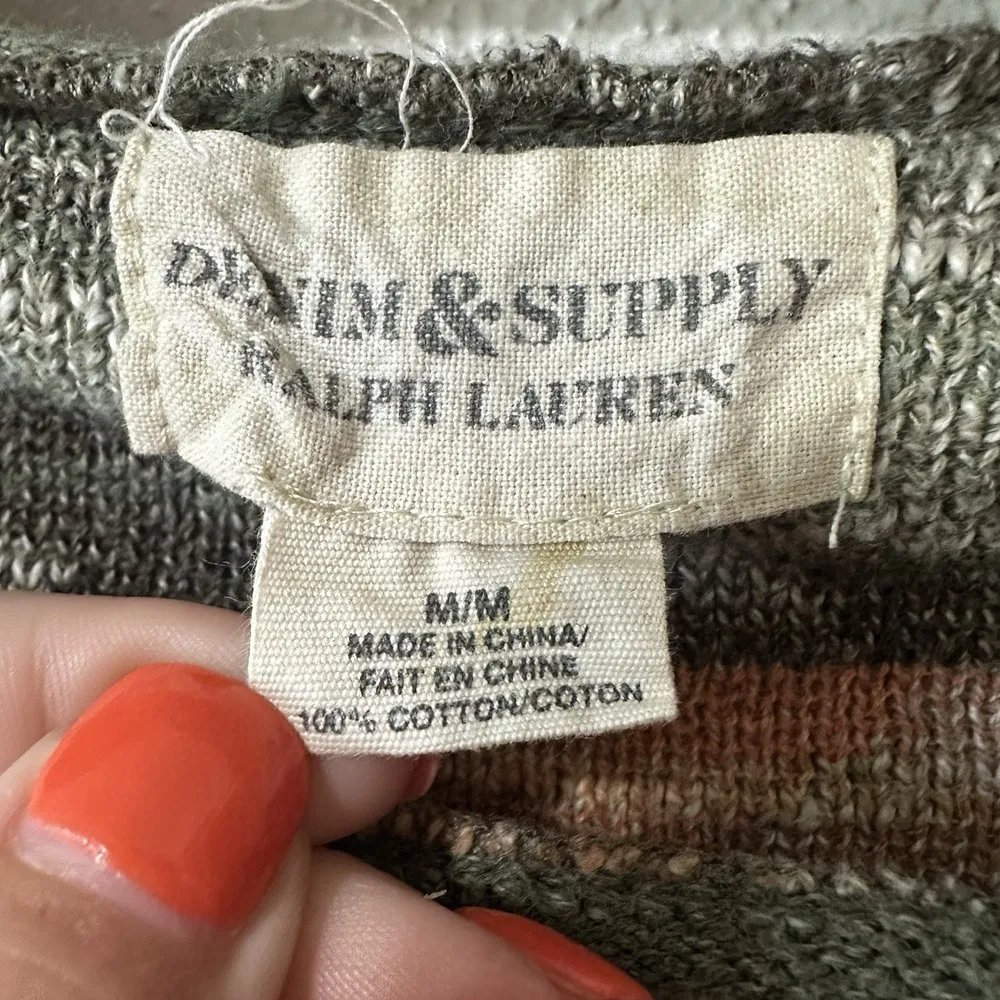 DENIM & SUPPLY
RALPH LAUREN
M/M
MADE IN CHINA/
FAIT EN CHINE
100% COTTON/COTON